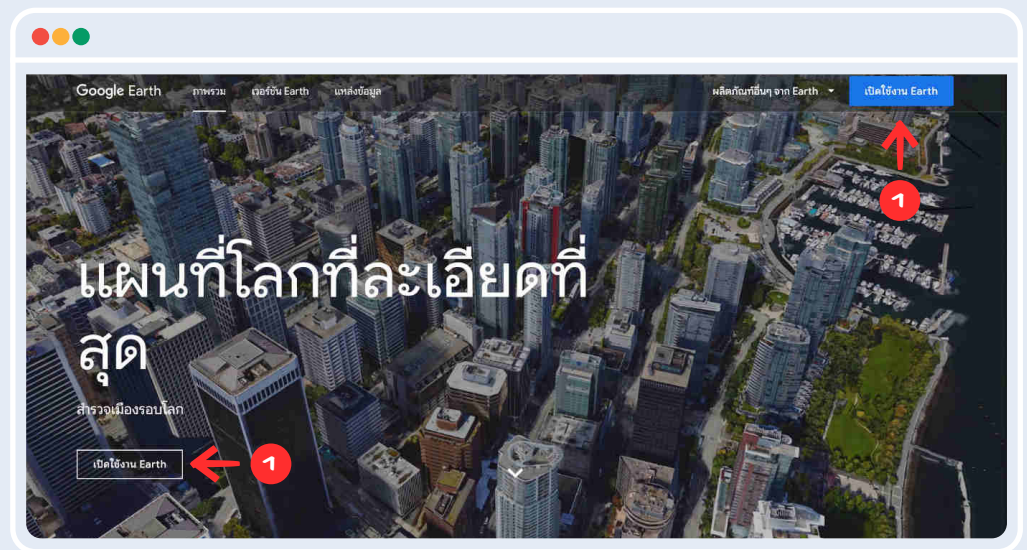 Google Earth ภาพรวม เวอร์ชัน Earth แหล่งข้อมูล ผลิตภัณฑ์อื่นๆ จาก Earth เปิดใช้งาน Earth
1
แผนที่โลกที่ละเอียดที่
สุด
สำรวจเมืองรอบโลก
เปิดใช้งาน Earth 1